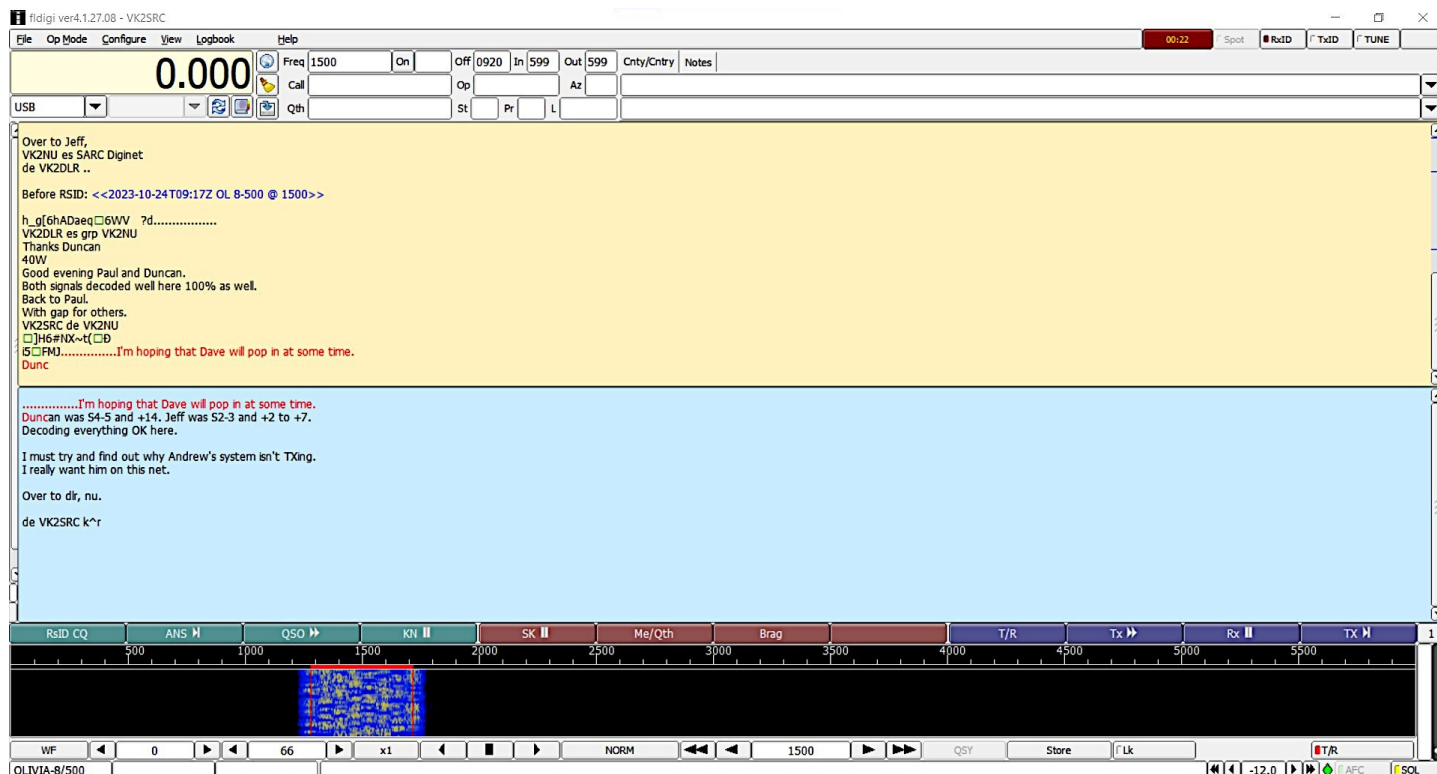 fldigi ver4.1.27.08 - VK2SRC
File Op Mode Configure View Logbook Help
00:22 Spot RxID TxID TUNE
0.000
Freq 1500 On Off 0920 In 599 Out 599 Cnty/Cntry Notes
Call Op Az
USB
Qth St Pr L
Over to Jeff,
VK2NU es SARC Diginet
de VK2DLR ..
Before RSID: <<2023-10-24T09:17Z OL 8-500 @ 1500>>
h_g[6hADaeq□6WV ?d.................
VK2DLR es grp VK2NU
Thanks Duncan
40W
Good evening Paul and Duncan.
Both signals decoded well here 100% as well.
Back to Paul.
With gap for others.
VK2SRC de VK2NU
□]H6#NX~t(□Đ
i5□FMJ...............I'm hoping that Dave will pop in at some time.
Dunc
...............I'm hoping that Dave will pop in at some time.
Duncan was S4-5 and +14. Jeff was S2-3 and +2 to +7.
Decoding everything OK here.
I must try and find out why Andrew's system isn't TXing.
I really want him on this net.
Over to dlr, nu.
de VK2SRC k^r
RsID CQ ANS QSO KN SK Me/Qth Brag T/R Tx Rx TX 1
500 1000 1500 2000 2500 3000 3500 4000 4500 5000 5500
WF 0 66 x1 NORM 1500 QSY Store Lk T/R
OLIVIA-8/500 -12.0 AFC SQL